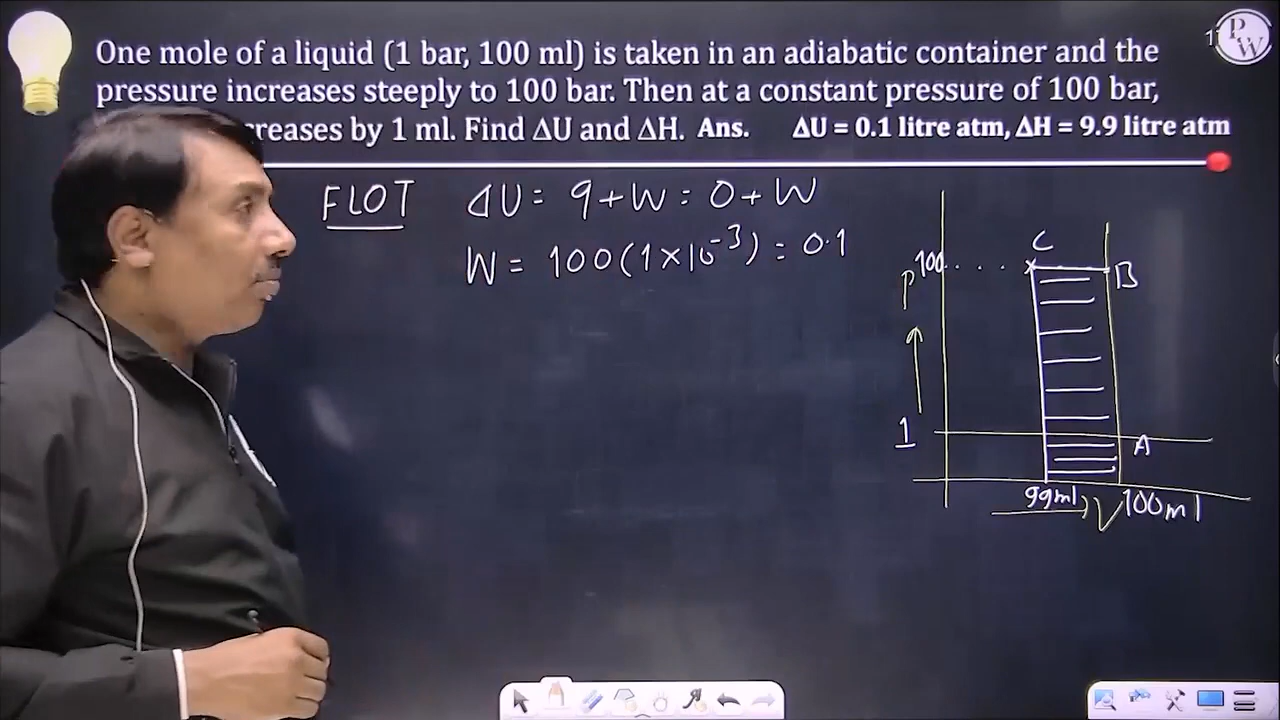 One mole of a liquid (1 bar, 100 ml) is taken in an adiabatic container and the
pressure increases steeply to 100 bar. Then at a constant pressure of 100 bar,
creases by 1 ml. Find ΔU and ΔH. Ans. ΔU = 0.1 litre atm, ΔH = 9.9 litre atm
P
W
FLOT ΔU = q + W = 0 + W
W = 100(1×10⁻³) = 0.1
C
100 . . . .
B
P
1
A
99ml V 100ml